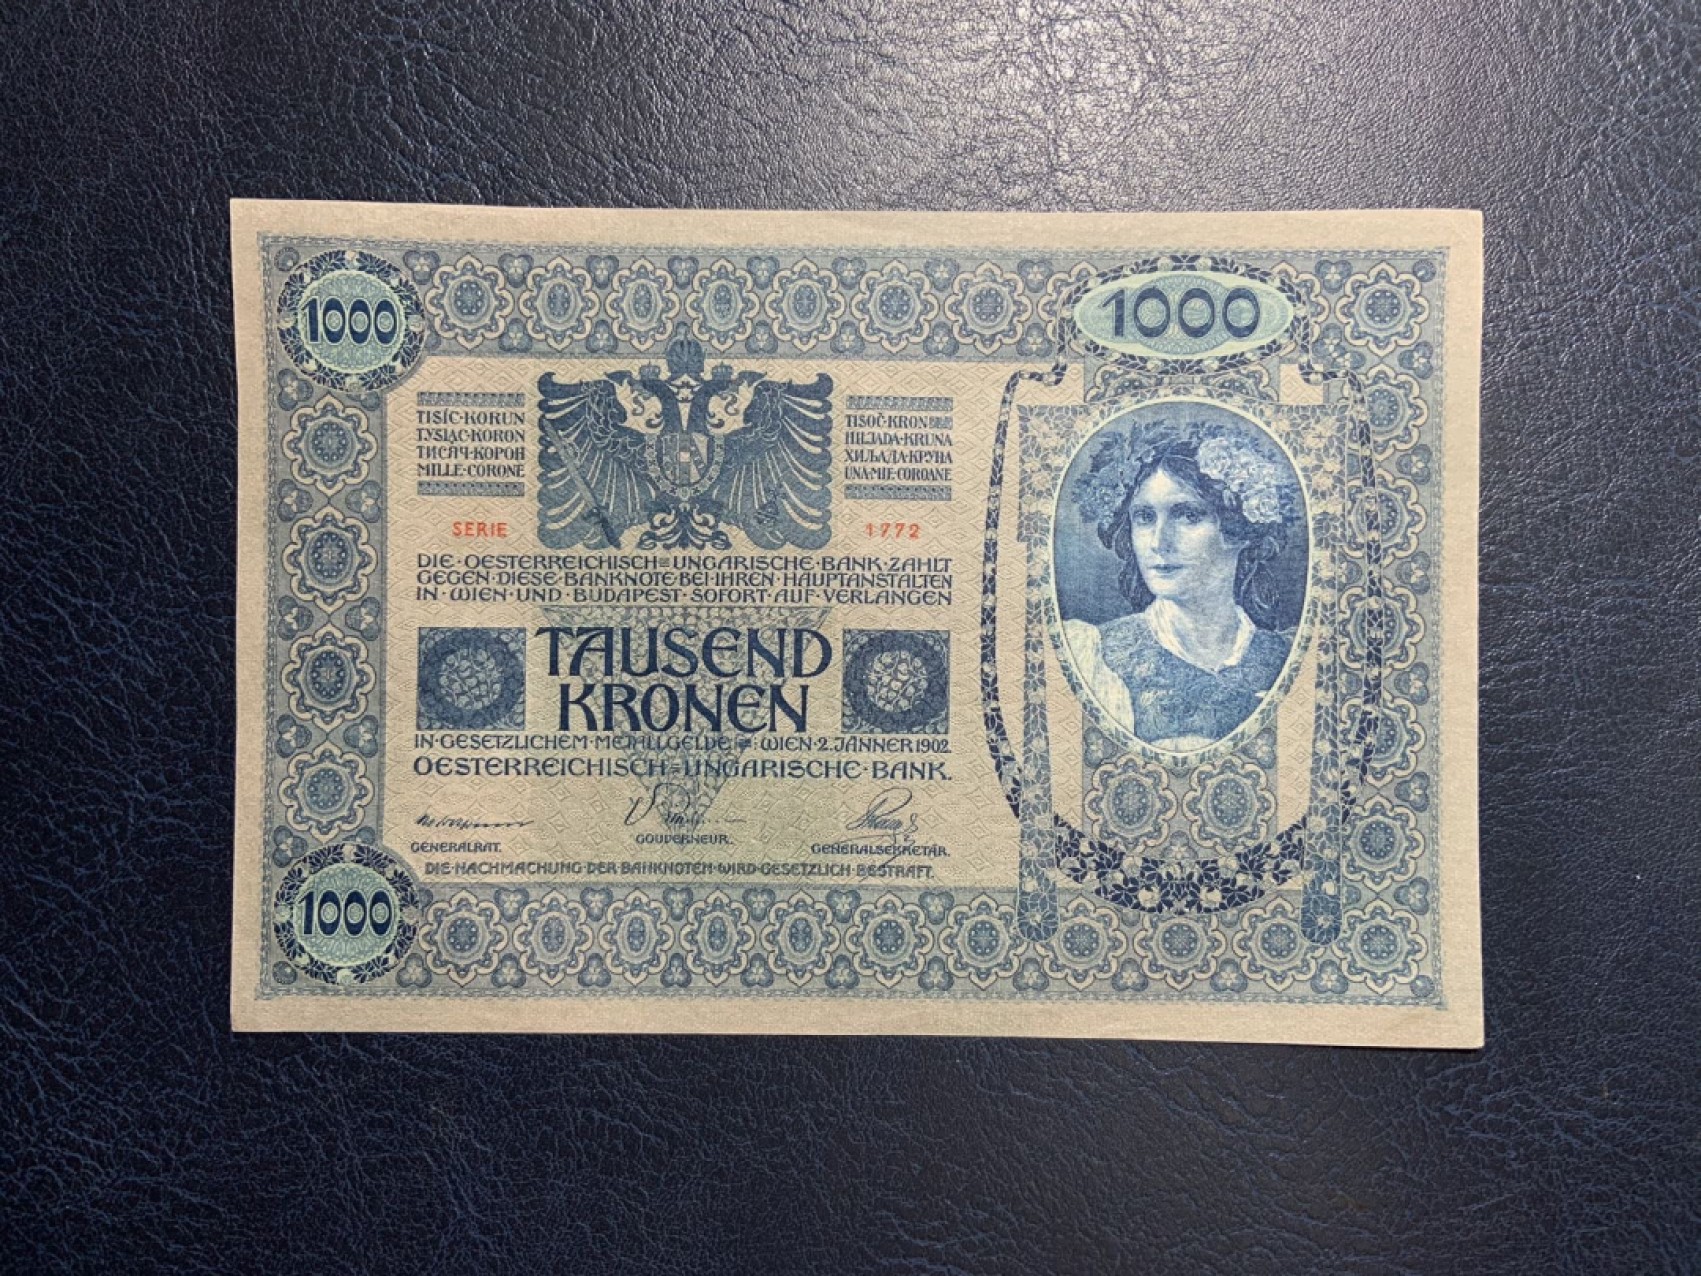 1000
1000
TISÍC·KORUN
TYSIĄC·KORON
ТИСЯЧ·КОРОН
MILLE·CORONE
TISOČ·KRON
HILJADA·KRUNA
ХИЉАДА·КРУНА
UNA·MIE·COROANE
SERIE 1772
DIE·OESTERREICHISCH=UNGARISCHE·BANK·ZAHLT
GEGEN·DIESE·BANKNOTE·BEI·IHREN·HAUPTANSTALTEN
IN·WIEN·UND·BUDAPEST·SOFORT·AUF·VERLANGEN
TAUSEND
KRONEN
IN·GESETZLICHEM·METALLGELDE=:WIEN·2.JÄNNER 1902
OESTERREICHISCH=UNGARISCHE·BANK.
GENERALRAT.
GOUVERNEUR.
GENERALSEKRETÄR.
DIE·NACHMACHUNG·DER·BANKNOTEN·WIRD·GESETZLICH·BESTRAFT.
1000